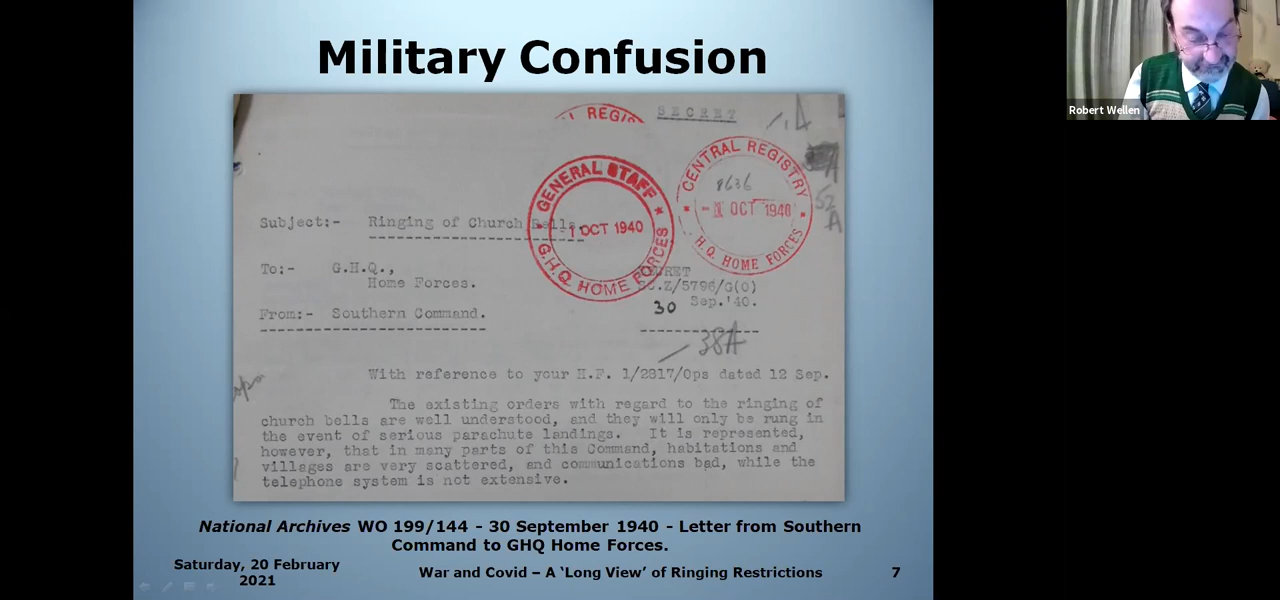 Military Confusion
Robert Wellen
SECRET
REGIS
CENTRAL REGISTRY
8636
OCT 1940
H.Q. HOME FORCES
GENERAL STAFF
1 OCT 1940
G.H.Q. HOME FORCES
52
A
Subject:- Ringing of Church Bells.
To:- G.H.Q.,
Home Forces.
SECRET
SC.Z/5796/G(O)
30 Sep.'40.
From:- Southern Command.
38A
With reference to your H.F. 1/2817/Ops dated 12 Sep.
The existing orders with regard to the ringing of
church bells are well understood, and they will only be rung in
the event of serious parachute landings. It is represented,
however, that in many parts of this Command, habitations and
villages are very scattered, and communications bad, while the
telephone system is not extensive.
National Archives WO 199/144 - 30 September 1940 - Letter from Southern
Command to GHQ Home Forces.
Saturday, 20 February
2021
War and Covid – A ‘Long View’ of Ringing Restrictions
7